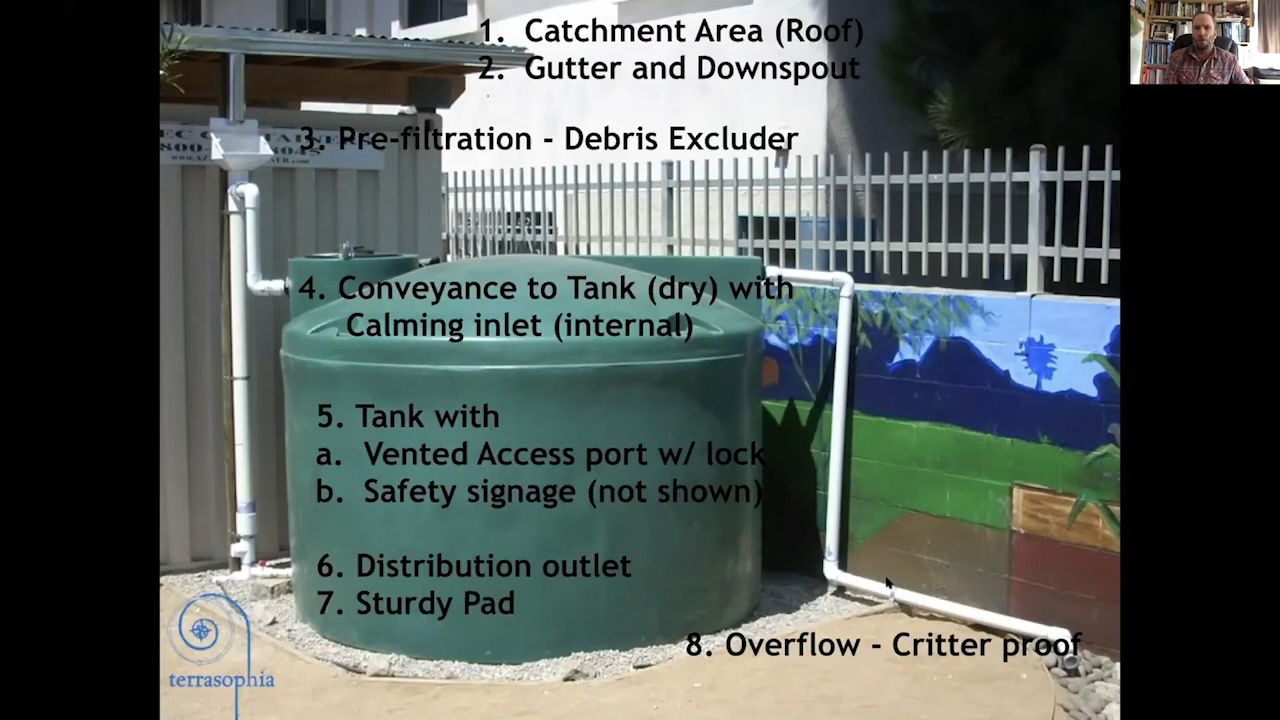 1. Catchment Area (Roof)
2. Gutter and Downspout
3. Pre-filtration - Debris Excluder
4. Conveyance to Tank (dry) with
Calming inlet (internal)
5. Tank with
a. Vented Access port w/ lock
b. Safety signage (not shown)
6. Distribution outlet
7. Sturdy Pad
8. Overflow - Critter proof
terrasophia